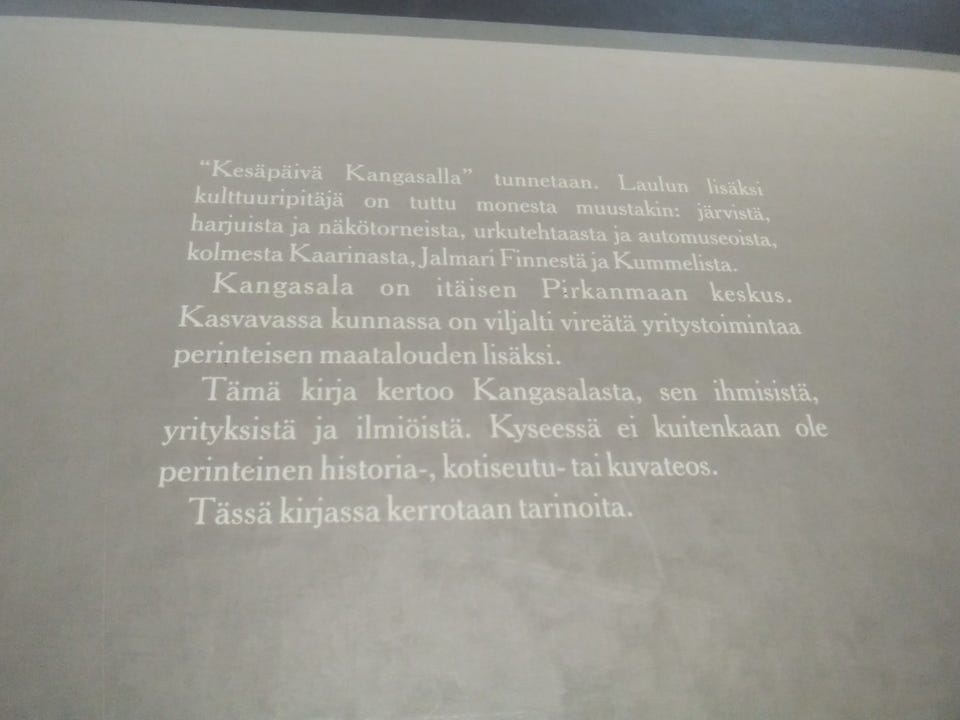 “Kesäpäivä Kangasalla” tunnetaan. Laulun lisäksi
kulttuuripitäjä on tuttu monesta muustakin: järvistä,
harjuista ja näkötorneista, urkutehtaasta ja automuseoista,
kolmesta Kaarinasta, Jalmari Finnestä ja Kummelista.
Kangasala on itäisen Pirkanmaan keskus.
Kasvavassa kunnassa on viljalti vireätä yritystoimintaa
perinteisen maatalouden lisäksi.
Tämä kirja kertoo Kangasalasta, sen ihmisistä,
yrityksistä ja ilmiöistä. Kyseessä ei kuitenkaan ole
perinteinen historia-, kotiseutu- tai kuvateos.
Tässä kirjassa kerrotaan tarinoita.